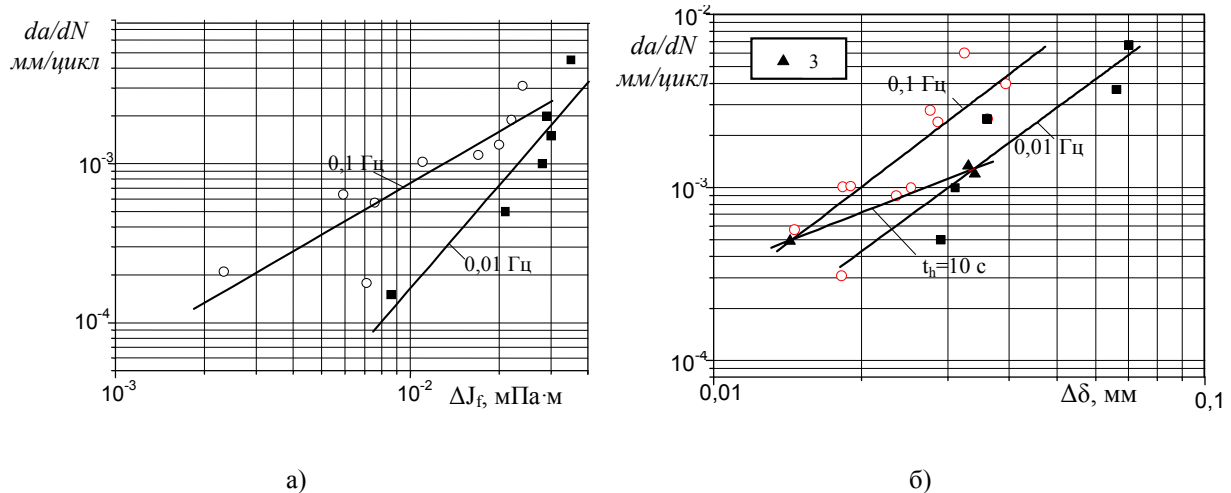 da/dN
мм/цикл
10⁻³
10⁻⁴
0,1 Гц
0,01 Гц
10⁻³
10⁻²
ΔJf, мПа·м
а)
10⁻²
da/dN
мм/цикл
3
0,1 Гц
0,01 Гц
10⁻³
th=10 с
10⁻⁴
0,01
Δδ, мм
0,1
б)